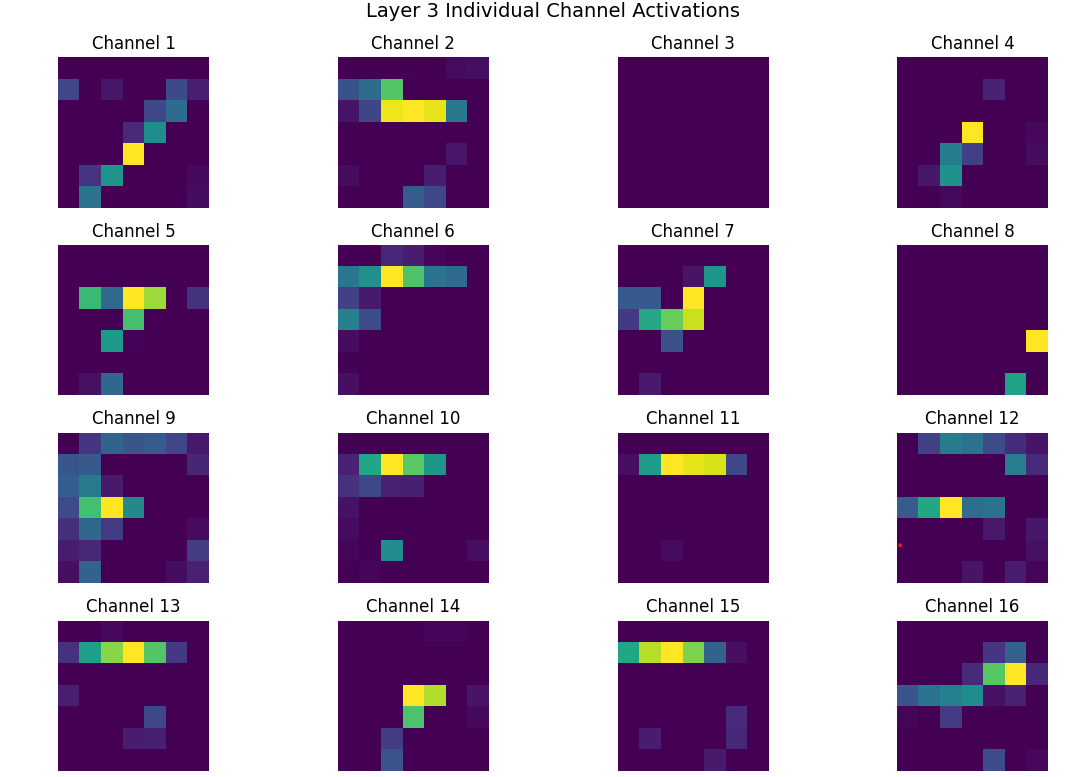 Layer 3 Individual Channel Activations
Channel 1
Channel 2
Channel 3
Channel 4
Channel 5
Channel 6
Channel 7
Channel 8
Channel 9
Channel 10
Channel 11
Channel 12
Channel 13
Channel 14
Channel 15
Channel 16